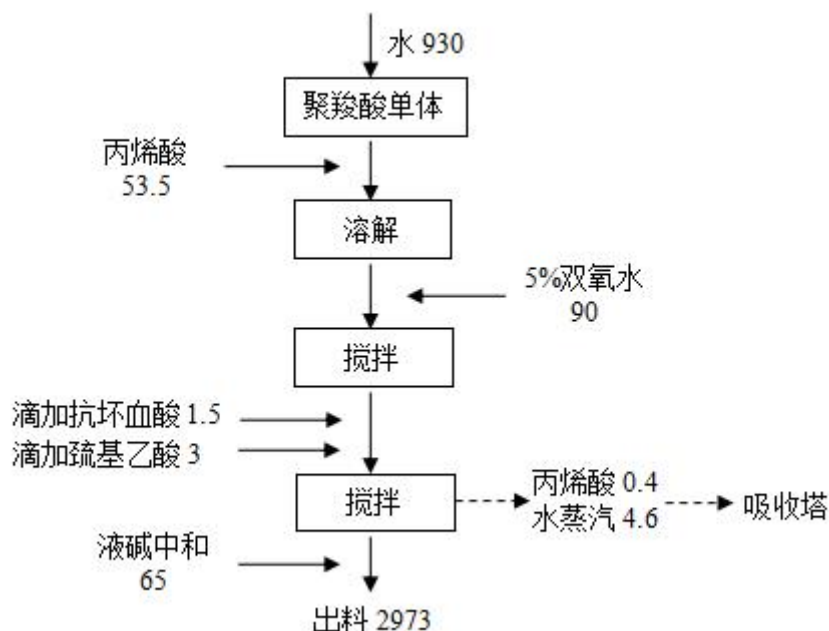 水 930
聚羧酸单体
丙烯酸
53.5
溶解
5%双氧水
90
搅拌
滴加抗坏血酸 1.5
滴加巯基乙酸 3
搅拌
丙烯酸 0.4
水蒸汽 4.6
吸收塔
液碱中和
65
出料 2973